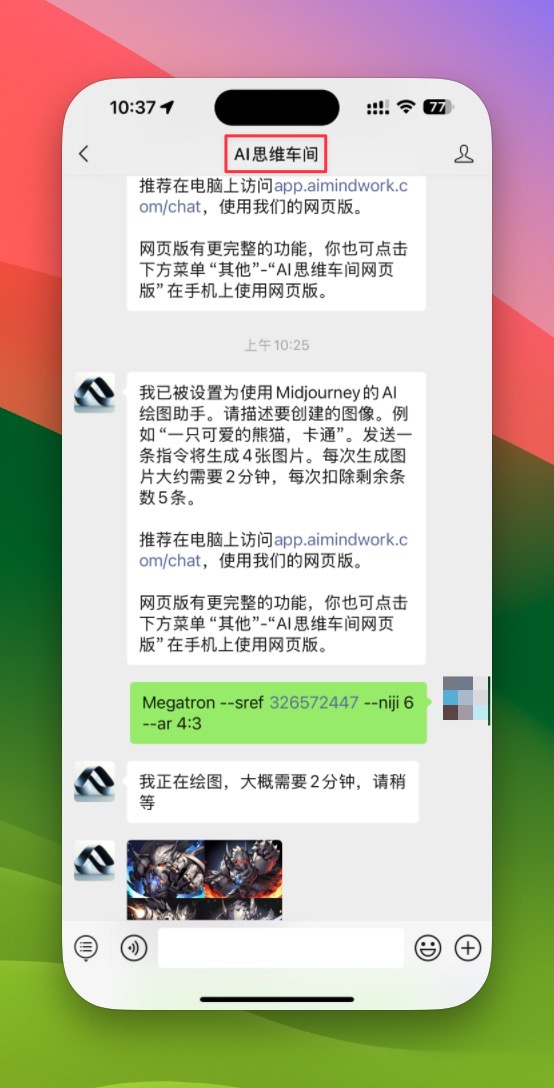 10:37
77
AI思维车间
推荐在电脑上访问app.aimindwork.c
om/chat，使用我们的网页版。
网页版有更完整的功能，你也可点击
下方菜单“其他”-“AI思维车间网页
版”在手机上使用网页版。
上午10:25
我已被设置为使用Midjourney的AI
绘图助手。请描述要创建的图像。例
如“一只可爱的熊猫，卡通”。发送一
条指令将生成4张图片。每次生成图
片大约需要2分钟，每次扣除剩余条
数5条。
推荐在电脑上访问app.aimindwork.c
om/chat，使用我们的网页版。
网页版有更完整的功能，你也可点击
下方菜单“其他”-“AI思维车间网页
版”在手机上使用网页版。
Megatron --sref 326572447 --niji 6
--ar 4:3
我正在绘图，大概需要2分钟，请稍
等